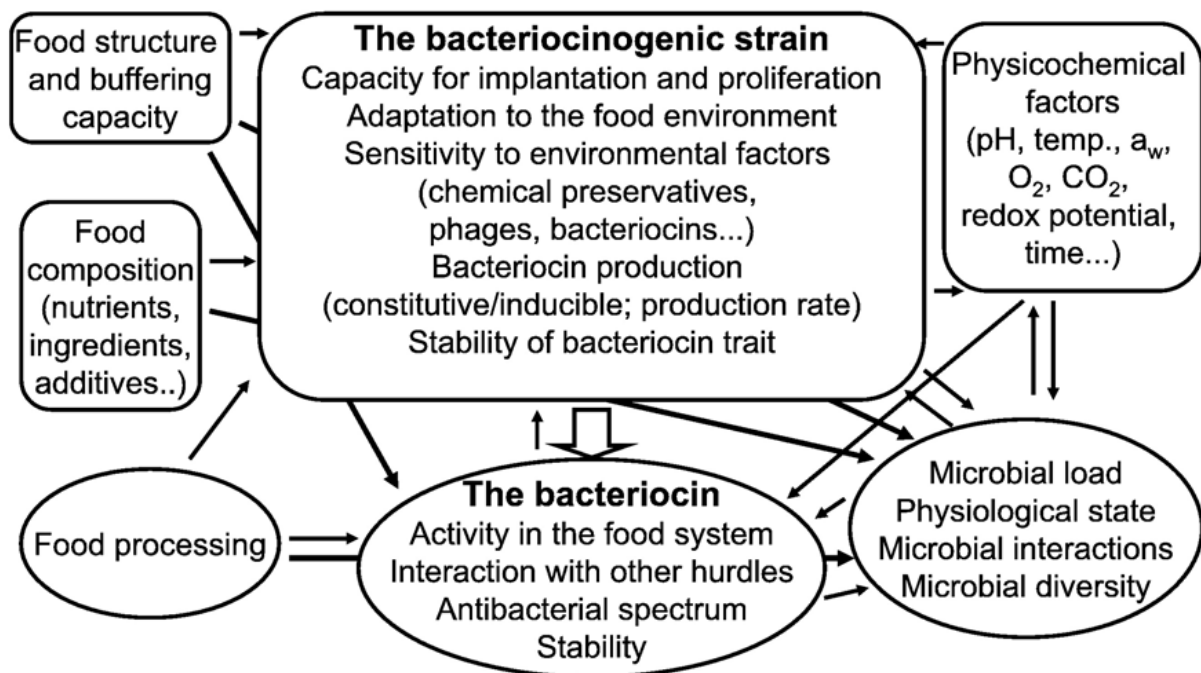 Food structure
and buffering
capacity
The bacteriocinogenic strain
Capacity for implantation and proliferation
Adaptation to the food environment
Sensitivity to environmental factors
(chemical preservatives,
phages, bacteriocins...)
Bacteriocin production
(constitutive/inducible; production rate)
Stability of bacteriocin trait
Physicochemical
factors
(pH, temp., a_w,
O₂, CO₂,
redox potential,
time...)
Food
composition
(nutrients,
ingredients,
additives..)
Food processing
The bacteriocin
Activity in the food system
Interaction with other hurdles
Antibacterial spectrum
Stability
Microbial load
Physiological state
Microbial interactions
Microbial diversity